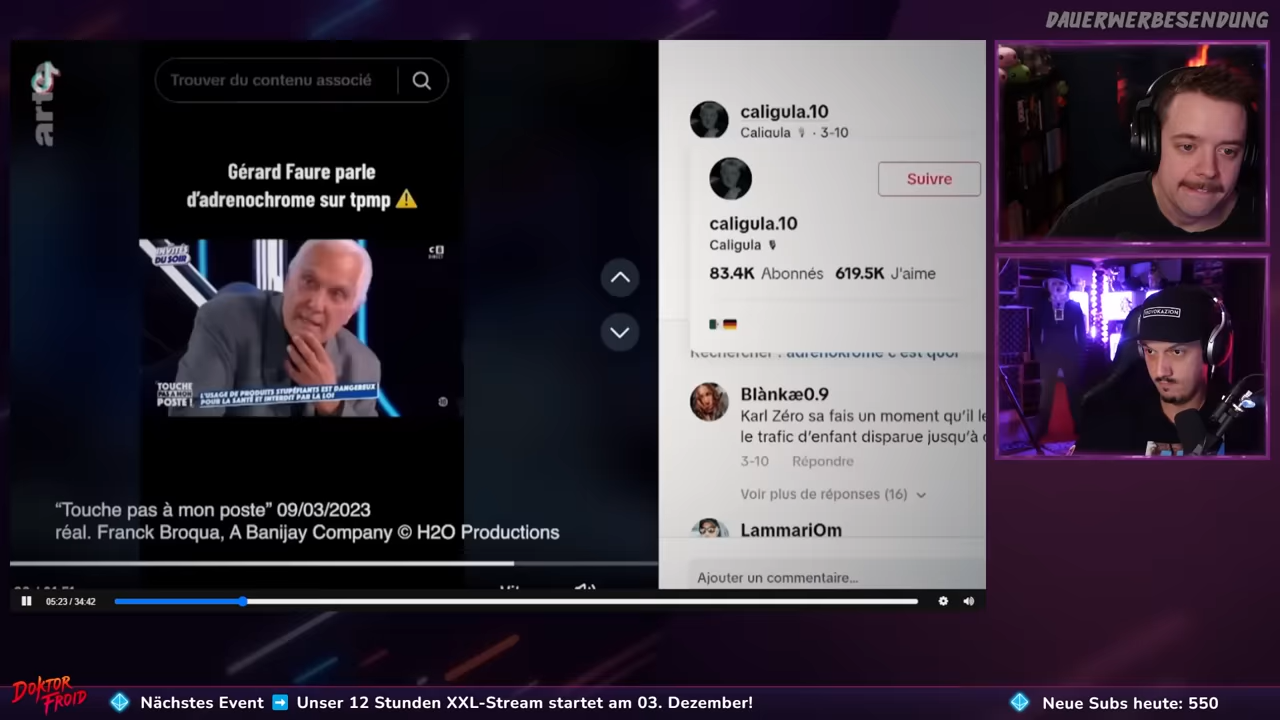 DAUERWERBESENDUNG
arte
Trouver du contenu associé
Gérard Faure parle
d'adrenochrome sur tpmp ⚠️
INVITÉS
DU SOIR
C8
DIRECT
TOUCHE
PAS À MON
POSTE !
L'USAGE DE PRODUITS STUPÉFIANTS EST DANGEREUX
POUR LA SANTÉ ET INTERDIT PAR LA LOI
"Touche pas à mon poste" 09/03/2023
réal. Franck Broqua, A Banijay Company © H2O Productions
05:23 / 34:42
caligula.10
Caligula · 3-10
Suivre
caligula.10
Caligula
83.4K Abonnés 619.5K J'aime
Rechercher : adrenokrome c'est quoi
Blànkæ0.9
Karl Zéro sa fais un moment qu'il
le trafic d'enfant disparue jusqu'à
3-10 Répondre
Voir plus de réponses (16)
LammariOm
Ajouter un commentaire...
PROVOKAZION
DOKTOR
FROID
Nächstes Event ➡️ Unser 12 Stunden XXL-Stream startet am 03. Dezember!
Neue Subs heute: 550